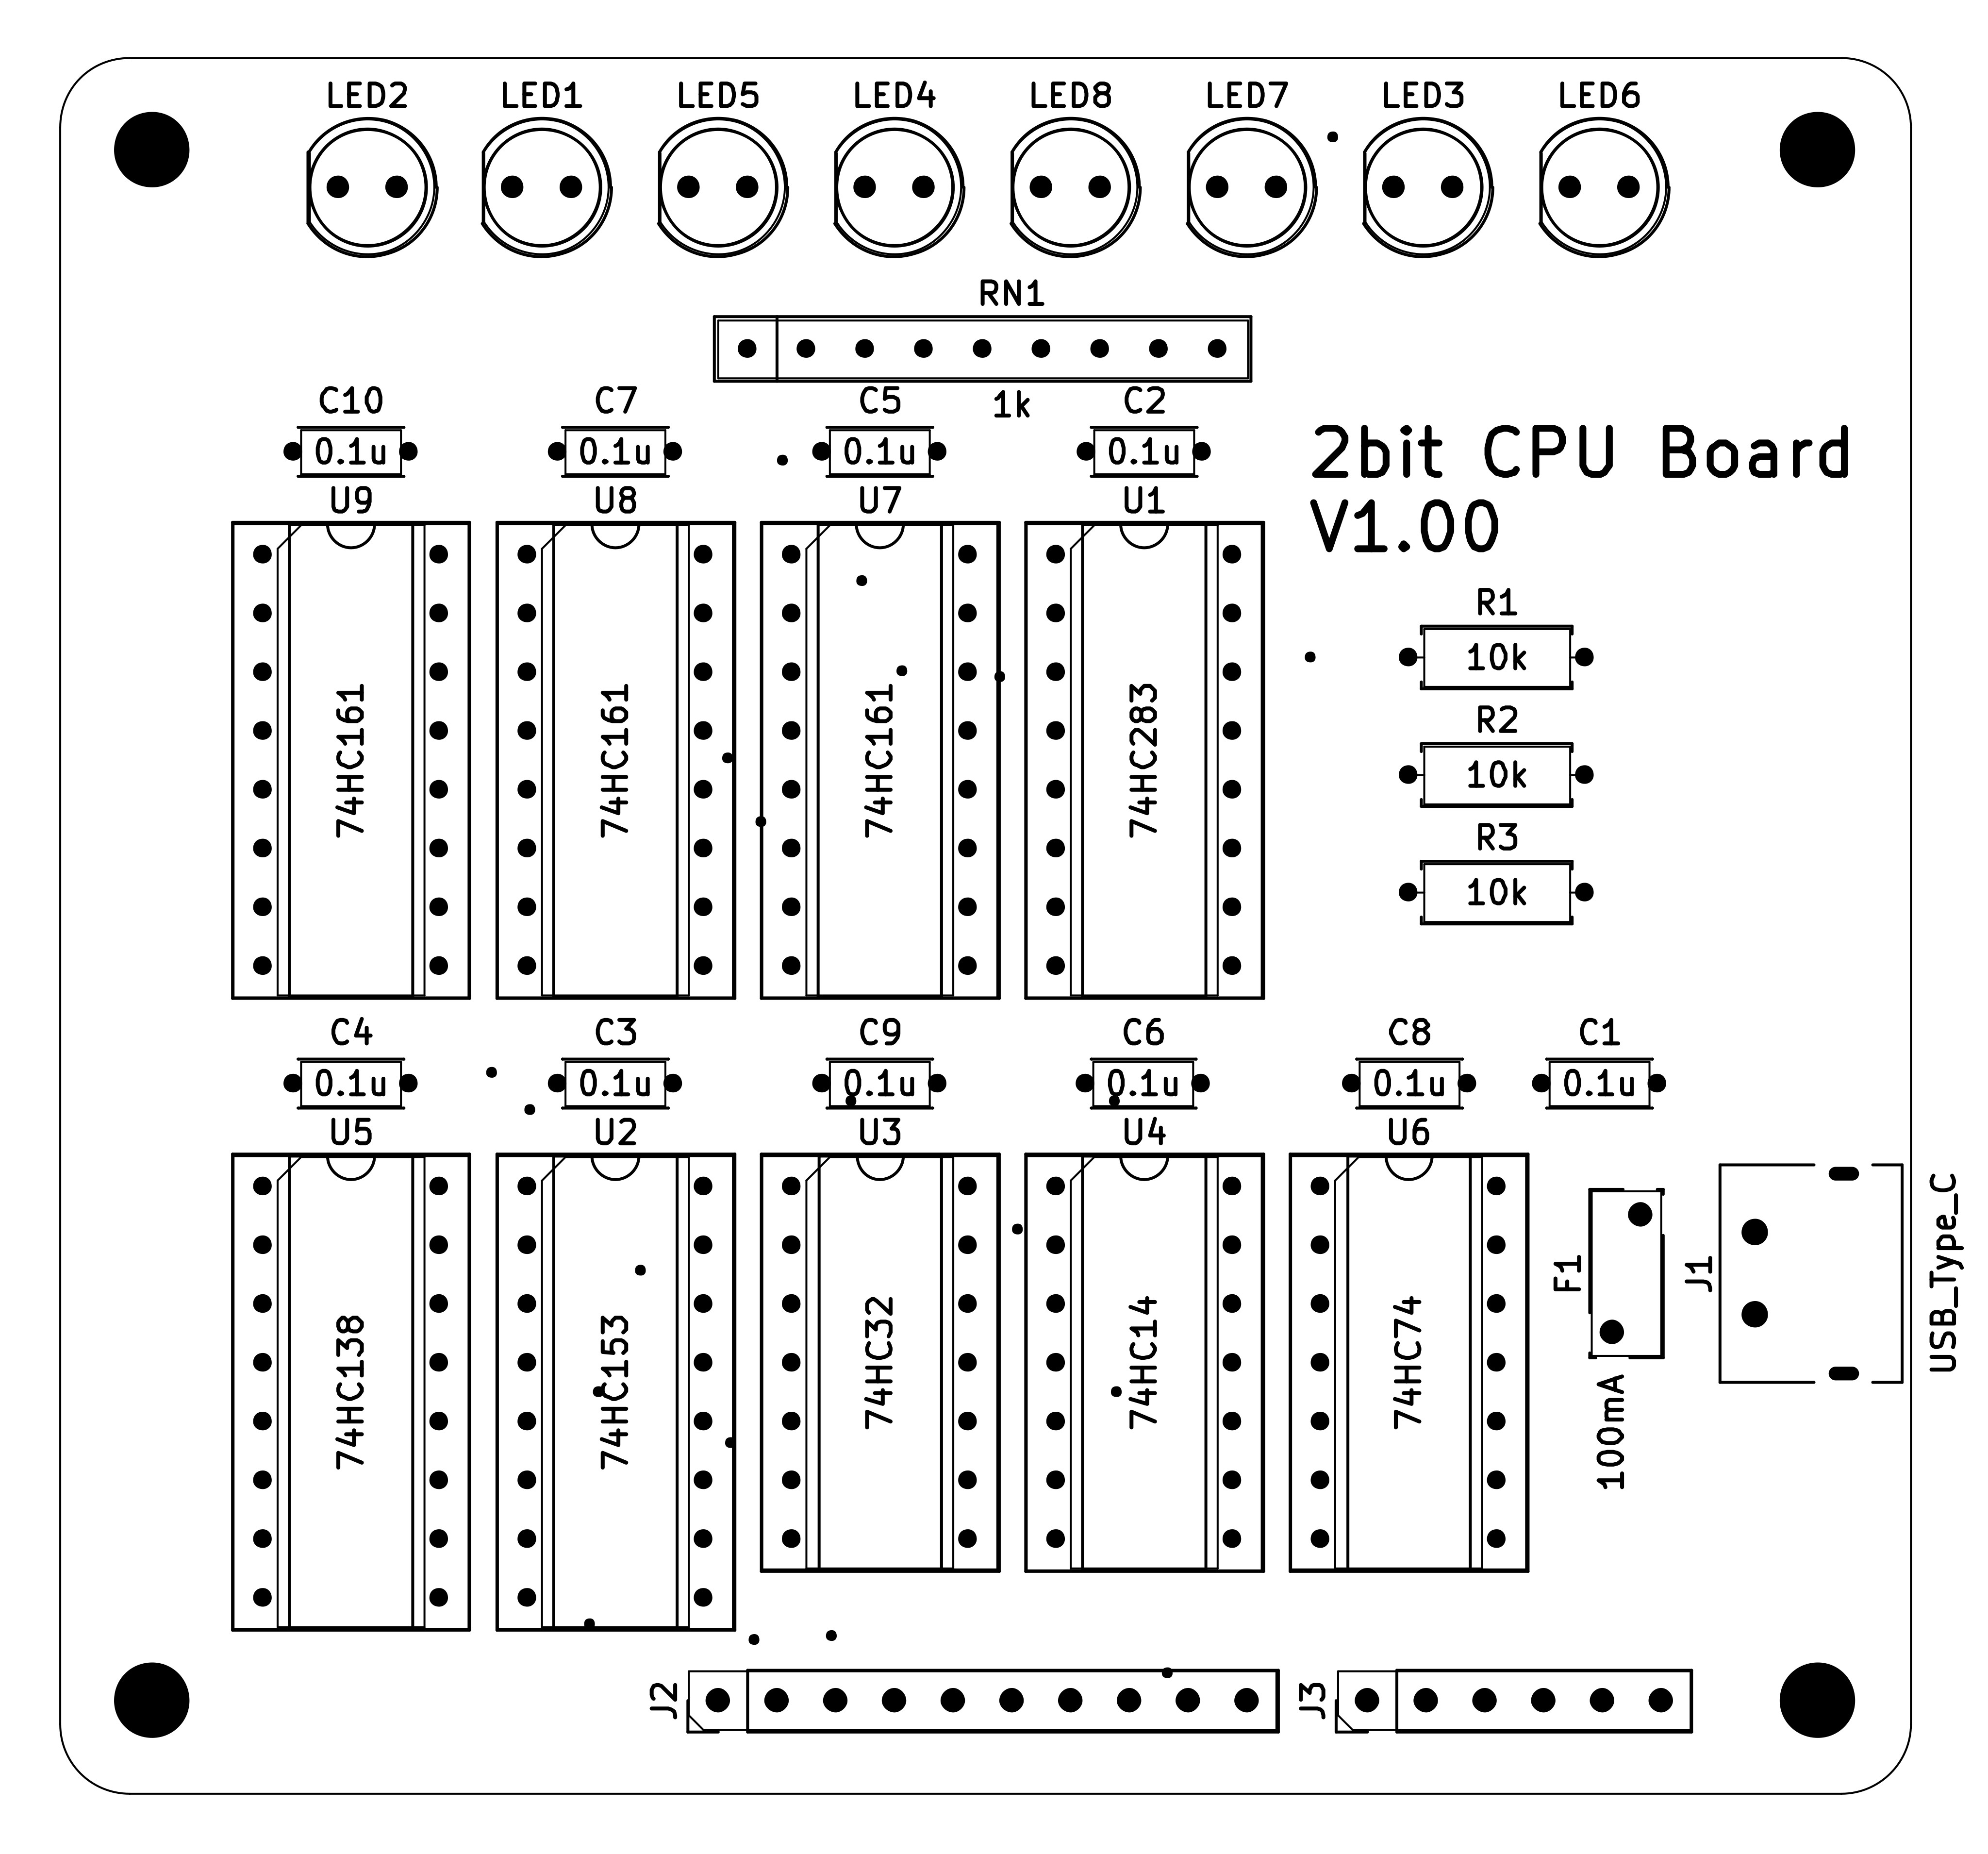 LED2 LED1 LED5 LED4 LED8 LED7 LED3 LED6
RN1
1k
C10 C7 C5 C2
0.1u 0.1u 0.1u 0.1u
2bit CPU Board
V1.00
U9 U8 U7 U1
74HC161 74HC161 74HC161 74HC283
R1
10k
R2
10k
R3
10k
C4 C3 C9 C6 C8 C1
0.1u 0.1u 0.1u 0.1u 0.1u 0.1u
U5 U2 U3 U4 U6
74HC138 74HC153 74HC32 74HC14 74HC74
F1
100mA
J1
USB_Type_C
J2
J3